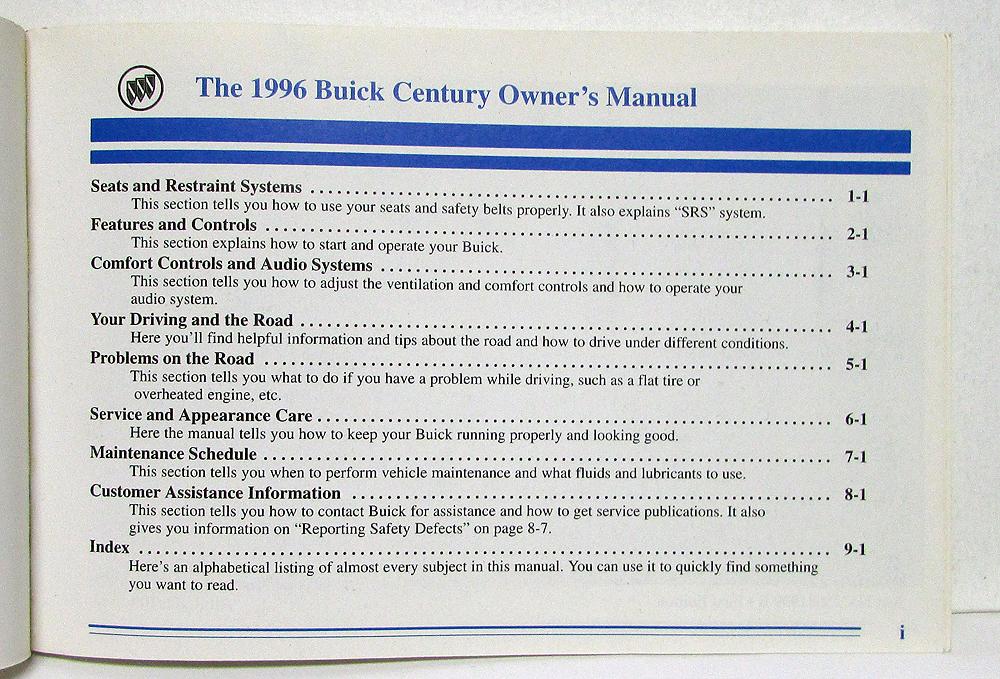 The 1996 Buick Century Owner's Manual
Seats and Restraint Systems ........ 1-1
This section tells you how to use your seats and safety belts properly. It also explains "SRS" system.
Features and Controls ........ 2-1
This section explains how to start and operate your Buick.
Comfort Controls and Audio Systems ........ 3-1
This section tells you how to adjust the ventilation and comfort controls and how to operate your
audio system.
Your Driving and the Road ........ 4-1
Here you'll find helpful information and tips about the road and how to drive under different conditions.
Problems on the Road ........ 5-1
This section tells you what to do if you have a problem while driving, such as a flat tire or
overheated engine, etc.
Service and Appearance Care ........ 6-1
Here the manual tells you how to keep your Buick running properly and looking good.
Maintenance Schedule ........ 7-1
This section tells you when to perform vehicle maintenance and what fluids and lubricants to use.
Customer Assistance Information ........ 8-1
This section tells you how to contact Buick for assistance and how to get service publications. It also
gives you information on "Reporting Safety Defects" on page 8-7.
Index ........ 9-1
Here's an alphabetical listing of almost every subject in this manual. You can use it to quickly find something
you want to read.
i